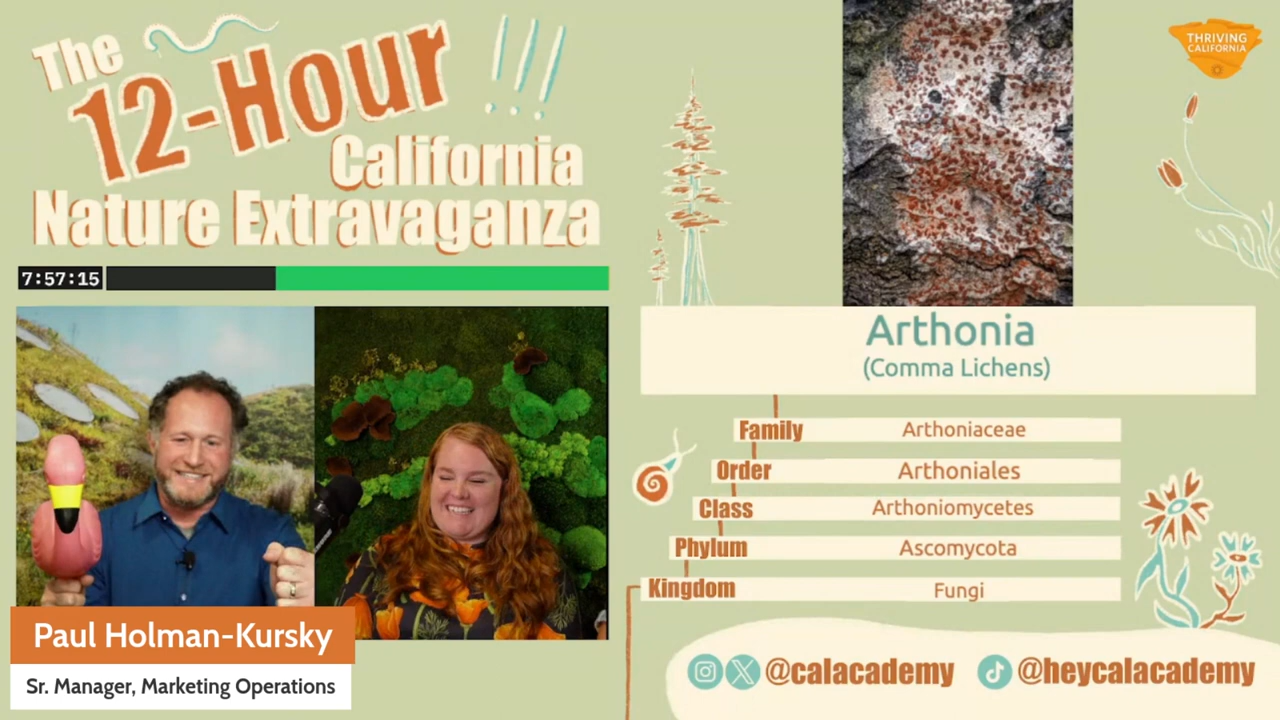 The
12-Hour !!!
California
Nature Extravaganza
7:57:15
Paul Holman-Kursky
Sr. Manager, Marketing Operations
THRIVING
CALIFORNIA
Arthonia
(Comma Lichens)
Family Arthoniaceae
Order Arthoniales
Class Arthoniomycetes
Phylum Ascomycota
Kingdom Fungi
@calacademy @heycalacademy